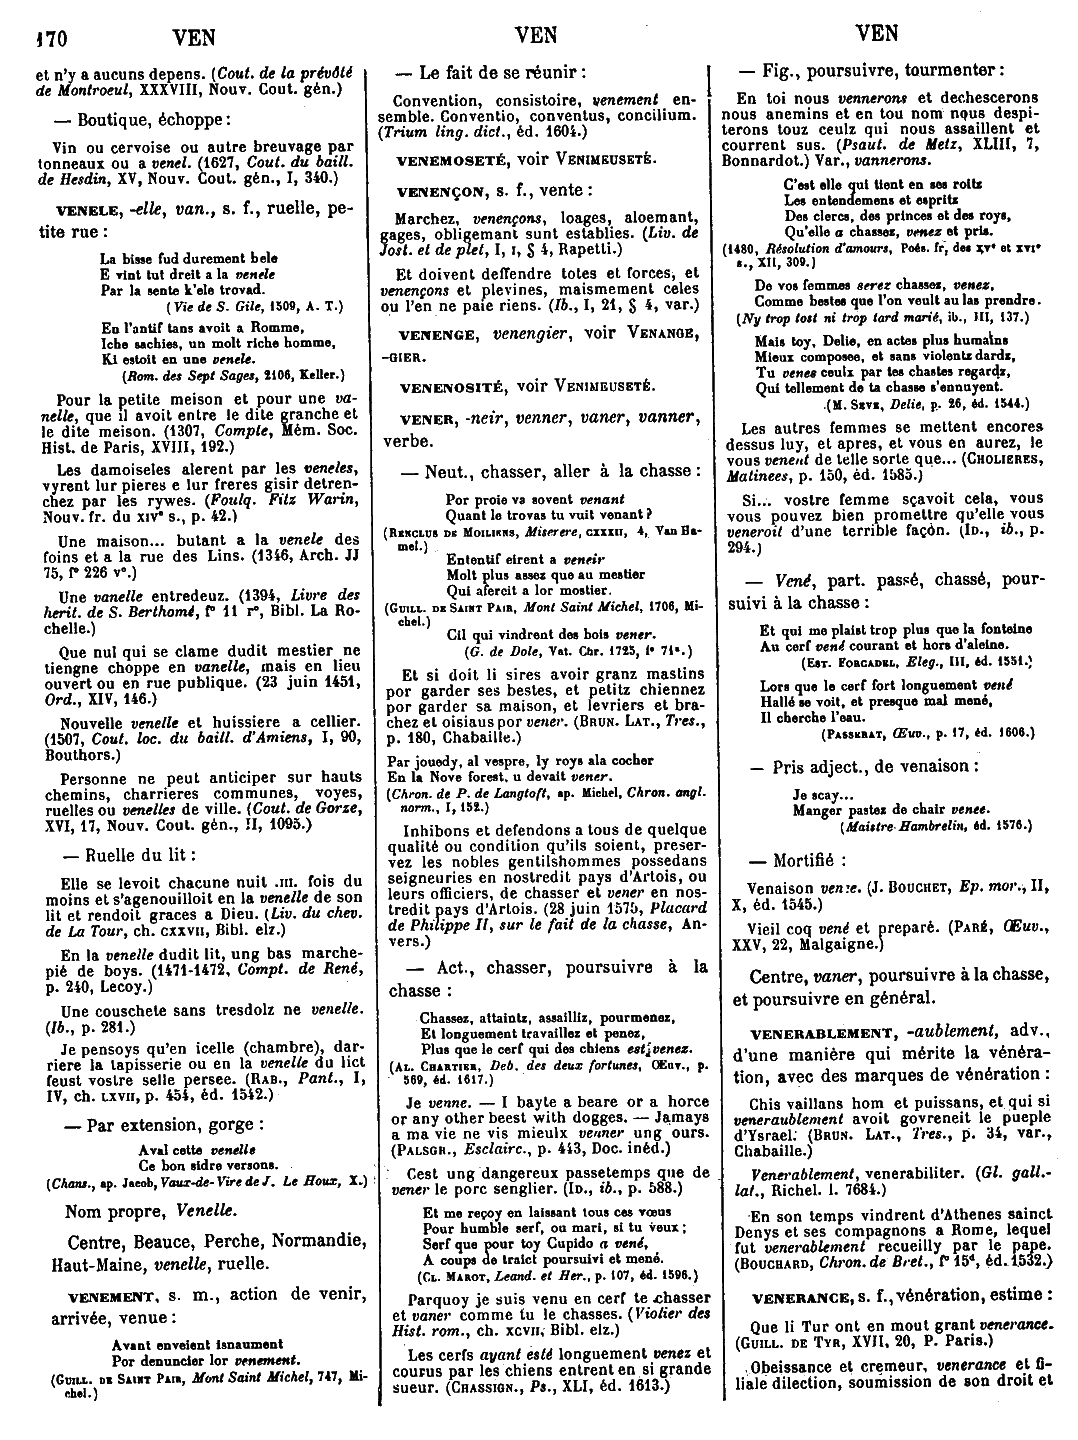 170 VEN
VEN
VEN
et n'y a aucuns depens. (Cout. de la prévôté
de Montroeul, XXXVIII, Nouv. Cout. gén.)
— Boutique, échoppe :
Vin ou cervoise ou autre breuvage par
tonneaux ou a venel. (1627, Cout. du baill.
de Hesdin, XV, Nouv. Cout. gén., I, 340.)
VENELE, -elle, van., s. f., ruelle, pe-
tite rue :
La bisse fud durement bele
E vint tut dreit a la venele
Par la sente k'ele trovad.
(Vie de S. Gile, 1509, A. T.)
En l'antif tans avoit a Romme,
Iche sachies, un molt riche homme,
Ki estoit en une venele.
(Rom. des Sept Sages, 2106, Keller.)
Pour la petite meison et pour une va-
nelle, que il avoit entre le dite granche et
le dite meison. (1307, Compte, Mém. Soc.
Hist. de Paris, XVIII, 192.)
Les damoiseles alerent par les veneles,
vyrent lur pieres e lur freres gisir detren-
chez par les rywes. (Foulq. Fitz Warin,
Nouv. fr. du xive s., p. 42.)
Une maison... butant a la venele des
foins et a la rue des Lins. (1346, Arch. JJ
75, fº 226 vº.)
Une vanelle entredeuz. (1394, Livre des
herit. de S. Berthomé, fº 11 rº, Bibl. La Ro-
chelle.)
Que nul qui se clame dudit mestier ne
tiengne choppe en vanelle, mais en lieu
ouvert ou en rue publique. (23 juin 1451,
Ord., XIV, 146.)
Nouvelle venelle et huissiere a cellier.
(1507, Cout. loc. du baill. d'Amiens, I, 90,
Bouthors.)
Personne ne peut anticiper sur hauts
chemins, charrieres communes, voyes,
ruelles ou venelles de ville. (Cout. de Gorze,
XVI, 17, Nouv. Cout. gén., II, 1095.)
— Ruelle du lit :
Elle se levoit chacune nuit .III. fois du
moins et s'agenouilloit en la venelle de son
lit et rendoit graces a Dieu. (Liv. du chev.
de La Tour, ch. CXXVII, Bibl. elz.)
En la venelle dudit lit, ung bas marche-
pié de boys. (1471-1472, Compt. de René,
p. 240, Lecoy.)
Une couschete sans tresdolz ne venelle.
(Ib., p. 281.)
Je pensoys qu'en icelle (chambre), dar-
riere la tapisserie ou en la venelle du lict
feust vostre selle persee. (RAB., Pant., I,
IV, ch. LXVII, p. 454, éd. 1542.)
— Par extension, gorge :
Aval cette venelle
Ce bon sidre versons.
(Chans., ap. Jacob, Vaux-de-Vire de J. Le Houx, X.)
Nom propre, Venelle.
Centre, Beauce, Perche, Normandie,
Haut-Maine, venelle, ruelle.
VENEMENT, s. m., action de venir,
arrivée, venue :
Avant enveient isnaument
Por denuncier lor venement.
(GUILL. DE SAINT PAIR, Mont Saint Michel, 747, Mi-
chel.)
— Le fait de se réunir :
Convention, consistoire, venement en-
semble. Conventio, conventus, concilium.
(Trium ling. dict., éd. 1604.)
VENEMOSETÉ, voir VENIMEUSETÉ.
VENENÇON, s. f., vente :
Marchez, venençons, loages, aloemant,
gages, obligemant sunt establies. (Liv. de
Jost. et de plet, I, I, § 4, Rapetti.)
Et doivent deffendre totes et forces, et
venençons et plevines, maismement celes
ou l'en ne paie riens. (Ib., I, 21, § 4, var.)
VENENGE, venengier, voir VENANGE,
-GIER.
VENENOSITÉ, voir VENIMEUSETÉ.
VENER, -neir, venner, vaner, vanner,
verbe.
— Neut., chasser, aller à la chasse :
Por proie va sovent venant
Quant le trovas tu vuit venant ?
(RENCLUS DE MOILIENS, Miserere, CXXXII, 4, Van Ha-
mel.)
Ententif eirent a veneir
Molt plus assez que au mestier
Qui afereit a lor mostier.
(GUILL. DE SAINT PAIR, Mont Saint Michel, 1706, Mi-
chel.)
Cil qui vindrent des bois vener.
(G. de Dole, Vat. Chr. 1725, fº 71ª.)
Et si doit li sires avoir granz mastins
por garder ses bestes, et petitz chiennez
por garder sa maison, et levriers et bra-
chez et oisiaus por vener. (BRUN. LAT., Tres.,
p. 180, Chabaille.)
Par jouedy, al vespre, ly roys ala cocher
En la Nove forest, u devait vener.
(Chron. de P. de Langtoft, ap. Michel, Chron. angl.
norm., I, 152.)
Inhibons et defendons a tous de quelque
qualité ou condition qu'ils soient, preser-
vez les nobles gentilshommes possedans
seigneuries en nostredit pays d'Artois, ou
leurs officiers, de chasser et vener en nos-
tredit pays d'Artois. (28 juin 1575, Placard
de Philippe II, sur le fait de la chasse, An-
vers.)
— Act., chasser, poursuivre à la
chasse :
Chassez, attaintz, assailliz, pourmenez,
Et longuement travaillez et penez,
Plus que le cerf qui des chiens est venez.
(AL. CHARTIER, Deb. des deux fortunes, Œuv., p.
569, éd. 1617.)
Je venne. — I bayte a beare or a horce
or any other beest with dogges. — Jamays
a ma vie ne vis mieulx venner ung ours.
(PALSGR., Esclairc., p. 443, Doc. inéd.)
Cest ung dangereux passetemps que de
vener le porc senglier. (ID., ib., p. 588.)
Et me reçoy en laissant tous ces vœus
Pour humble serf, ou mari, si tu veux ;
Serf que pour toy Cupido a vené,
A coups de traict poursuivi et mené.
(CL. MAROT, Leand. et Her., p. 107, éd. 1596.)
Parquoy je suis venu en cerf te chasser
et vaner comme tu le chasses. (Violier des
Hist. rom., ch. XCVII, Bibl. elz.)
Les cerfs ayant esté longuement venez et
courus par les chiens entrent en si grande
sueur. (CHASSIGN., Ps., XLI, éd. 1613.)
— Fig., poursuivre, tourmenter :
En toi nous vennerons et dechescerons
nous anemins et en tou nom nous despi-
terons touz ceulz qui nous assaillent et
courrent sus. (Psaut. de Metz, XLIII, 7,
Bonnardot.) Var., vannerons.
C'est elle qui tient en ses roitz
Les entendemens et espritz
Des clercs, des princes et des roys,
Qu'elle a chassez, venez et pris.
(1480, Résolution d'amours, Poés. fr, des xve et xvie
s., XII, 309.)
De vos femmes serez chassez, venez,
Comme bestes que l'on veult au las prendre.
(Ny trop tost ni trop tard marié, ib., III, 137.)
Mais toy, Delie, en actes plus humains
Mieux composee, et sans violentz dardz,
Tu venes ceulx par tes chastes regardz,
Qui tellement de ta chasse s'ennuyent.
(M. SEVE, Delie, p. 26, éd. 1544.)
Les autres femmes se mettent encores
dessus luy, et apres, et vous en aurez, le
vous venent de telle sorte que... (CHOLIERES,
Matinees, p. 150, éd. 1585.)
Si... vostre femme sçavoit cela, vous
vous pouvez bien promettre qu'elle vous
veneroit d'une terrible façon. (ID., ib., p.
294.)
— Vené, part. passé, chassé, pour-
suivi à la chasse :
Et qui me plaist trop plus que la fonteine
Au cerf vené courant et hors d'aleine.
(EST. FORCADEL, Eleg., III, éd. 1551.)
Lors que le cerf fort longuement vené
Hallé se voit, et presque mal mené,
Il cherche l'eau.
(PASSERAT, Œuv., p. 17, éd. 1606.)
— Pris adject., de venaison :
Je scay...
Manger pastez de chair venee.
(Maistre Hambrelin, éd. 1576.)
— Mortifié :
Venaison venee. (J. BOUCHET, Ep. mor., II,
X, éd. 1545.)
Vieil coq vené et preparé. (PARÉ, Œuv.,
XXV, 22, Malgaigne.)
Centre, vaner, poursuivre à la chasse,
et poursuivre en général.
VENERABLEMENT, -aublement, adv.,
d'une manière qui mérite la vénéra-
tion, avec des marques de vénération :
Chis vaillans hom et puissans, et qui si
veneraublement avoit govreneit le pueple
d'Ysrael. (BRUN. LAT., Tres., p. 34, var.,
Chabaille.)
Venerablement, venerabiliter. (Gl. gall.-
lat., Richel. l. 7684.)
En son temps vindrent d'Athenes sainct
Denys et ses compagnons a Rome, lequel
fut venerablement recueilly par le pape.
(BOUCHARD, Chron. de Bret., fº 15d, éd. 1532.)
VENERANCE, s. f., vénération, estime :
Que li Tur ont en mout grant venerance.
(GUILL. DE TYR, XVII, 20, P. Paris.)
Obeissance et cremeur, venerance et fi-
liale dilection, soumission de son droit et